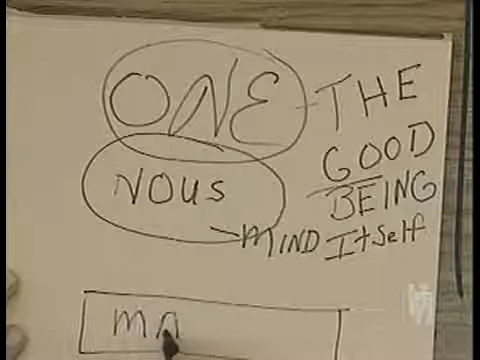 ONE - THE
GOOD
NOUS BEING
- MIND ItSelf
MA